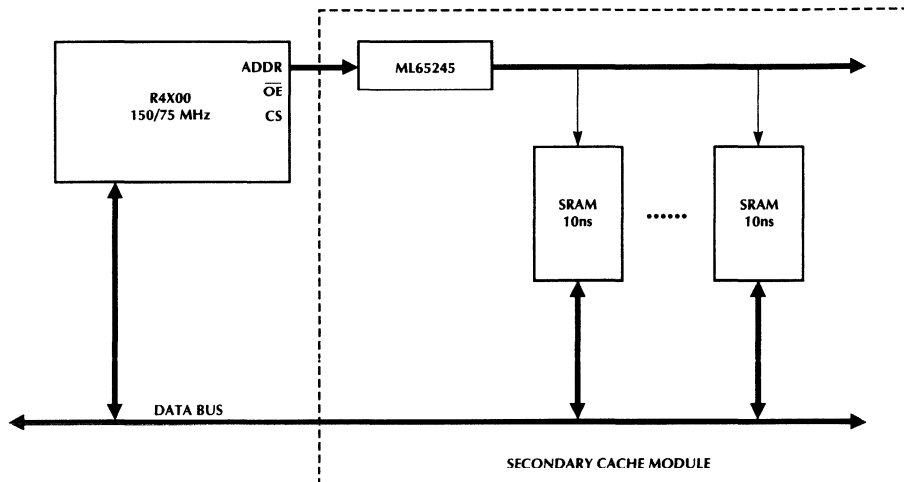 ADDR
OE
CS
R4X00
150/75 MHz
ML65245
SRAM
10ns
......
SRAM
10ns
DATA BUS
SECONDARY CACHE MODULE